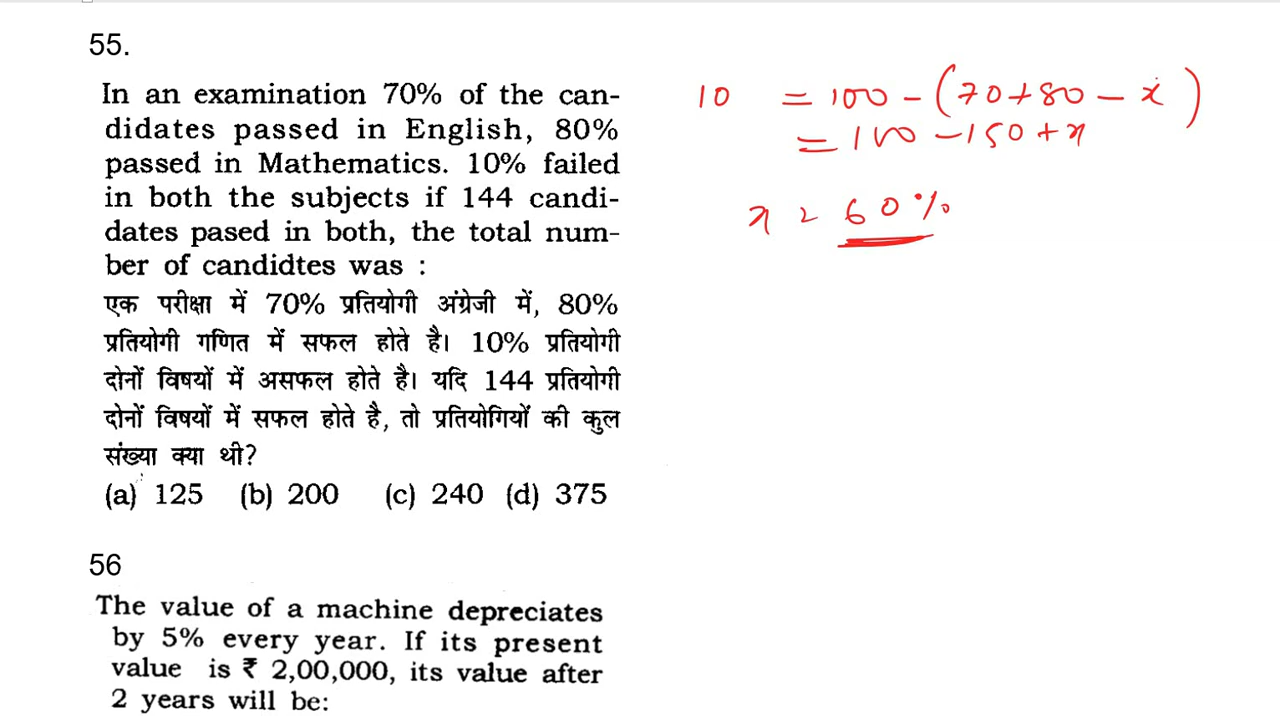 55.
In an examination 70% of the can-
didates passed in English, 80%
passed in Mathematics. 10% failed
in both the subjects if 144 candi-
dates pased in both, the total num-
ber of candidtes was :
एक परीक्षा में 70% प्रतियोगी अंग्रेजी में, 80%
प्रतियोगी गणित में सफल होते है। 10% प्रतियोगी
दोनों विषयों में असफल होते है। यदि 144 प्रतियोगी
दोनों विषयों में सफल होते है, तो प्रतियोगियों की कुल
संख्या क्या थी?
(a) 125 (b) 200 (c) 240 (d) 375
56
The value of a machine depreciates
by 5% every year. If its present
value is ₹ 2,00,000, its value after
2 years will be:
10 = 100 - (70+80 - x)
= 100 - 150 + x
x = 60%